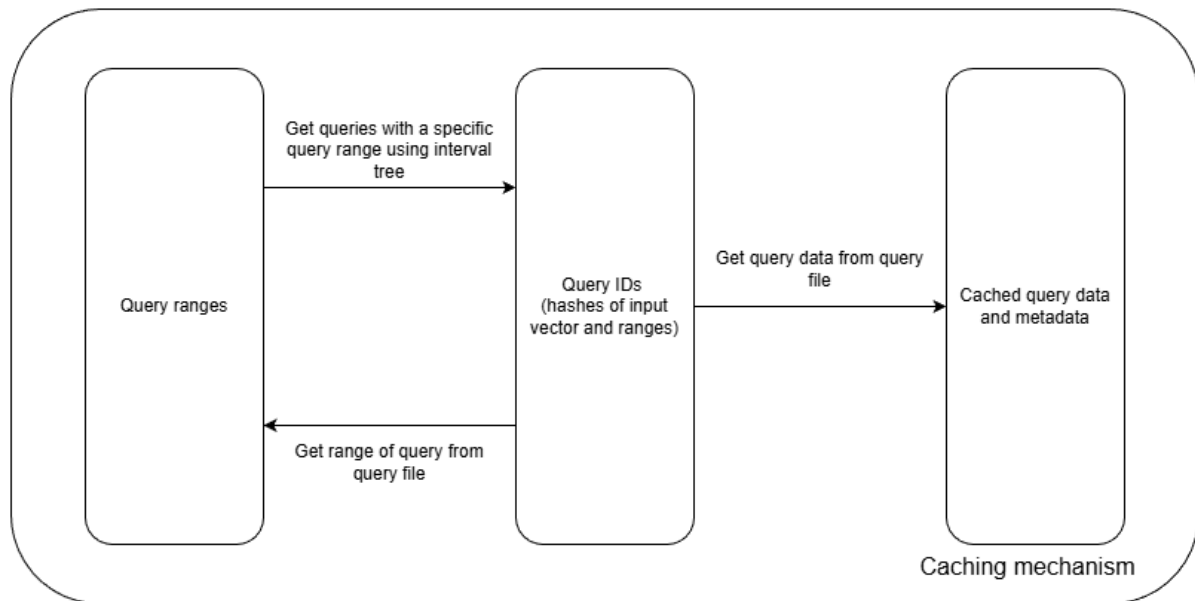 Get queries with a specific
query range using interval
tree
Query ranges
Get range of query from
query file
Query IDs
(hashes of input
vector and ranges)
Get query data from query
file
Cached query data
and metadata
Caching mechanism